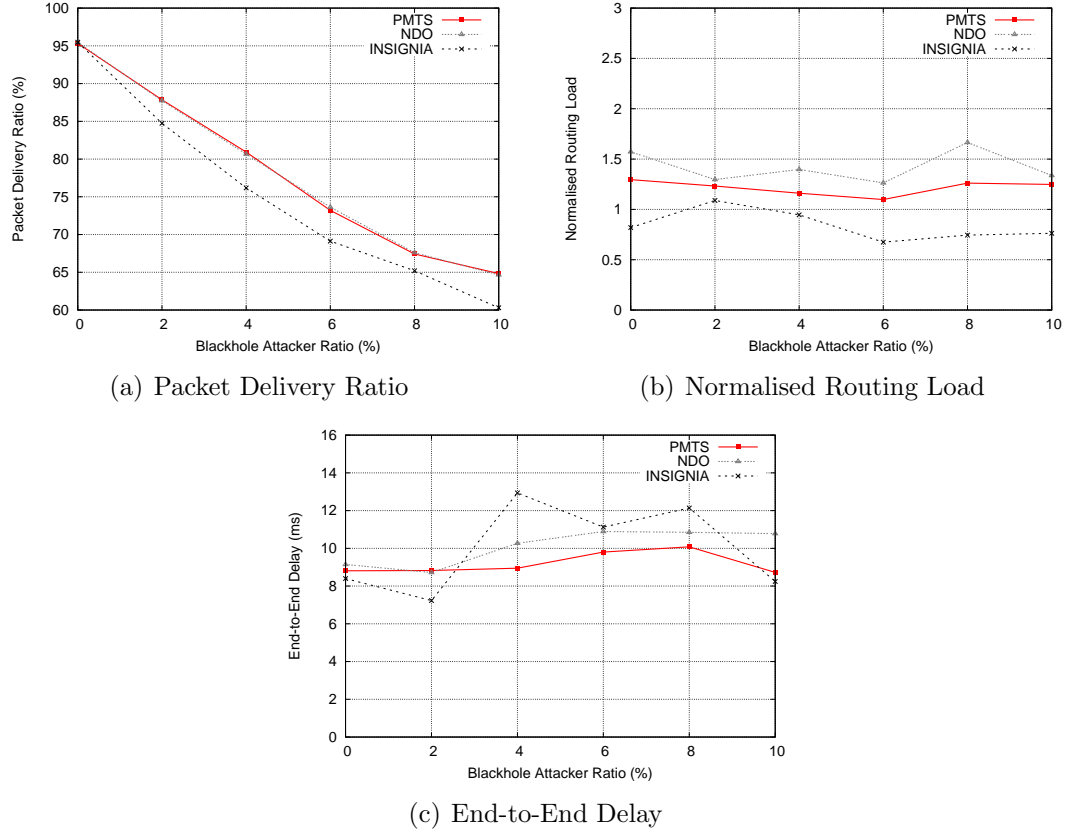 100
95
90
85
80
75
70
65
60
0
2
4
6
8
10
Packet Delivery Ratio (%)
Blackhole Attacker Ratio (%)
PMTS
NDO
INSIGNIA
(a) Packet Delivery Ratio
3
2.5
2
1.5
1
0.5
0
0
2
4
6
8
10
Normalised Routing Load
Blackhole Attacker Ratio (%)
PMTS
NDO
INSIGNIA
(b) Normalised Routing Load
16
14
12
10
8
6
4
2
0
0
2
4
6
8
10
End-to-End Delay (ms)
Blackhole Attacker Ratio (%)
PMTS
NDO
INSIGNIA
(c) End-to-End Delay